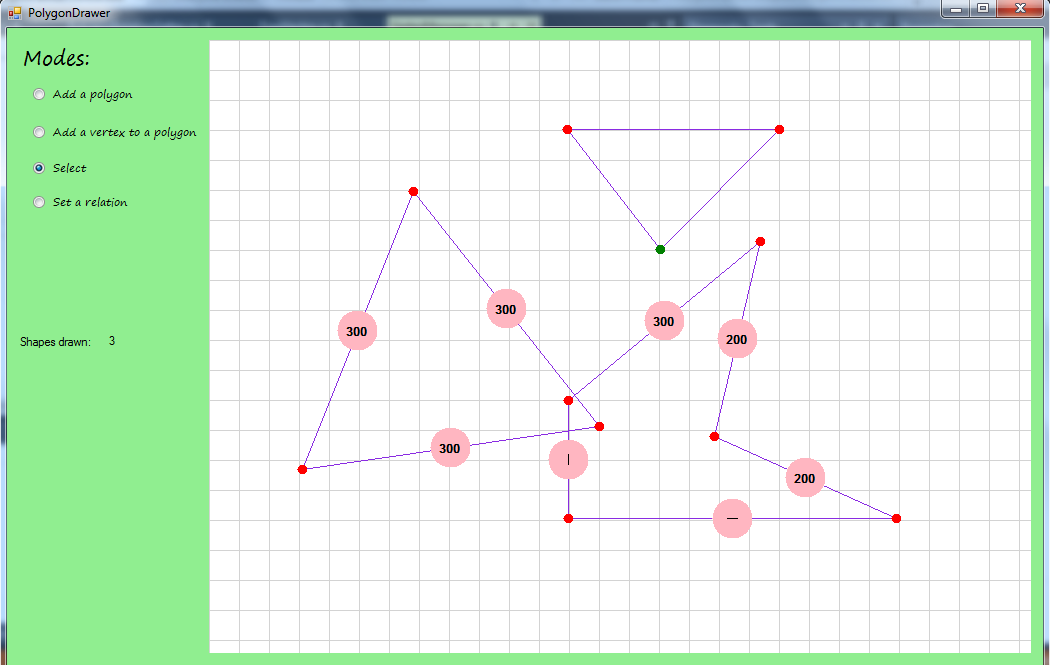 PolygonDrawer
Modes:
Add a polygon
Add a vertex to a polygon
Select
Set a relation
Shapes drawn: 3
300
300
300
300
200
200
|
—